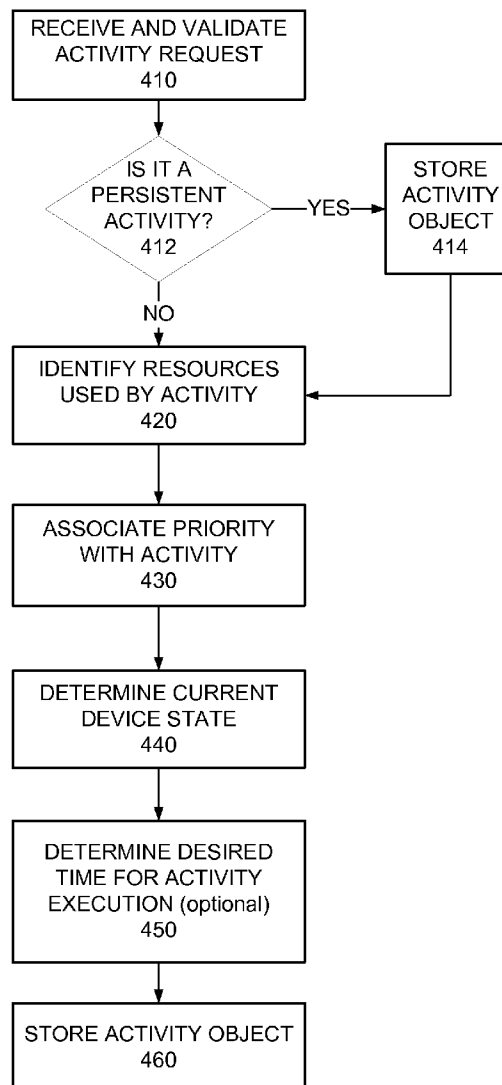 RECEIVE AND VALIDATE
ACTIVITY REQUEST
410
IS IT A
PERSISTENT
ACTIVITY?
412
YES
STORE
ACTIVITY
OBJECT
414
NO
IDENTIFY RESOURCES
USED BY ACTIVITY
420
ASSOCIATE PRIORITY
WITH ACTIVITY
430
DETERMINE CURRENT
DEVICE STATE
440
DETERMINE DESIRED
TIME FOR ACTIVITY
EXECUTION (optional)
450
STORE ACTIVITY OBJECT
460